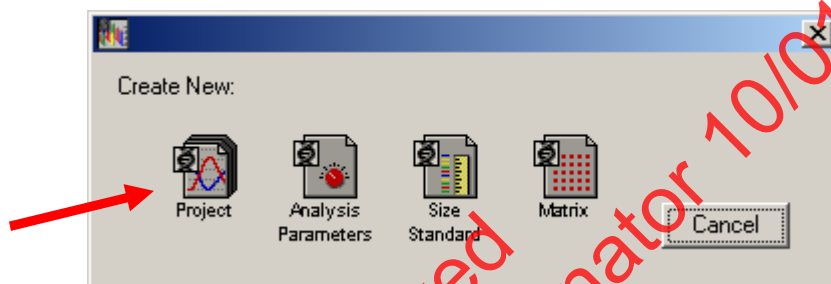 Create New:
Project
Analysis
Parameters
Size
Standard
Matrix
Cancel
ed
nator 10/0